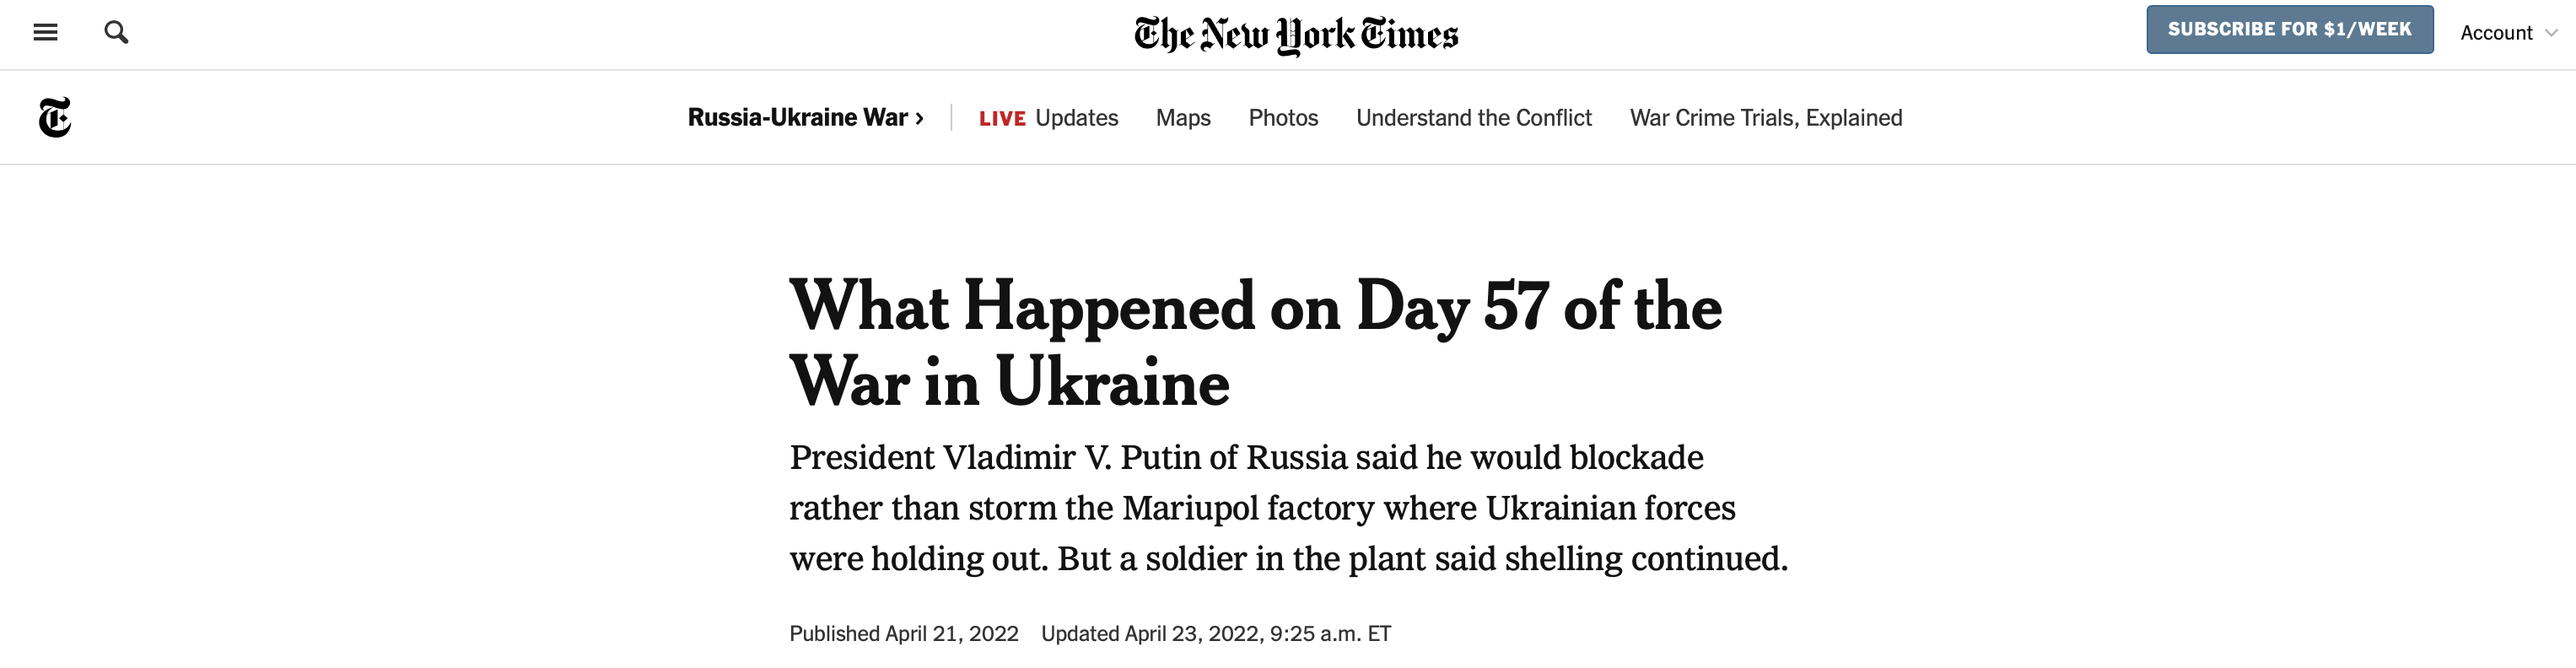 The New York Times
SUBSCRIBE FOR $1/WEEK
Account
T
Russia-Ukraine War ›
LIVE Updates
Maps
Photos
Understand the Conflict
War Crime Trials, Explained
What Happened on Day 57 of the
War in Ukraine
President Vladimir V. Putin of Russia said he would blockade
rather than storm the Mariupol factory where Ukrainian forces
were holding out. But a soldier in the plant said shelling continued.
Published April 21, 2022 Updated April 23, 2022, 9:25 a.m. ET